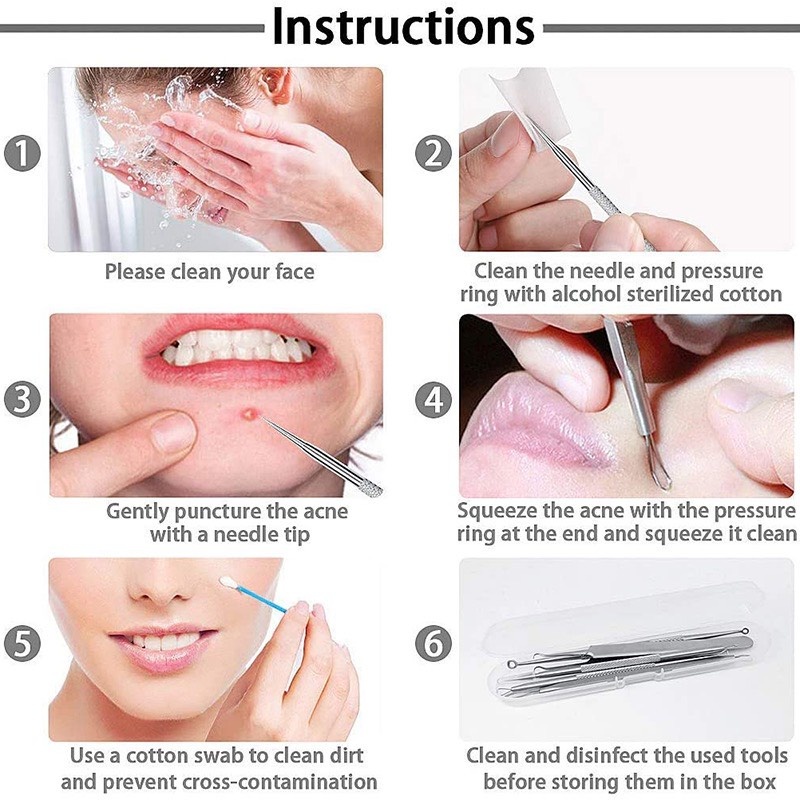 Instructions
1
Please clean your face
2
Clean the needle and pressure
ring with alcohol sterilized cotton
3
Gently puncture the acne
with a needle tip
4
Squeeze the acne with the pressure
ring at the end and squeeze it clean
5
Use a cotton swab to clean dirt
and prevent cross-contamination
6
Clean and disinfect the used tools
before storing them in the box